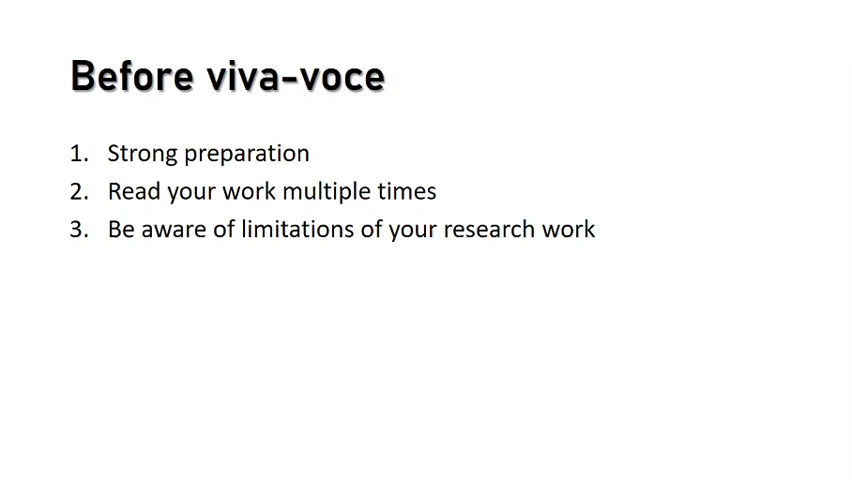 Before viva-voce
1. Strong preparation
2. Read your work multiple times
3. Be aware of limitations of your research work